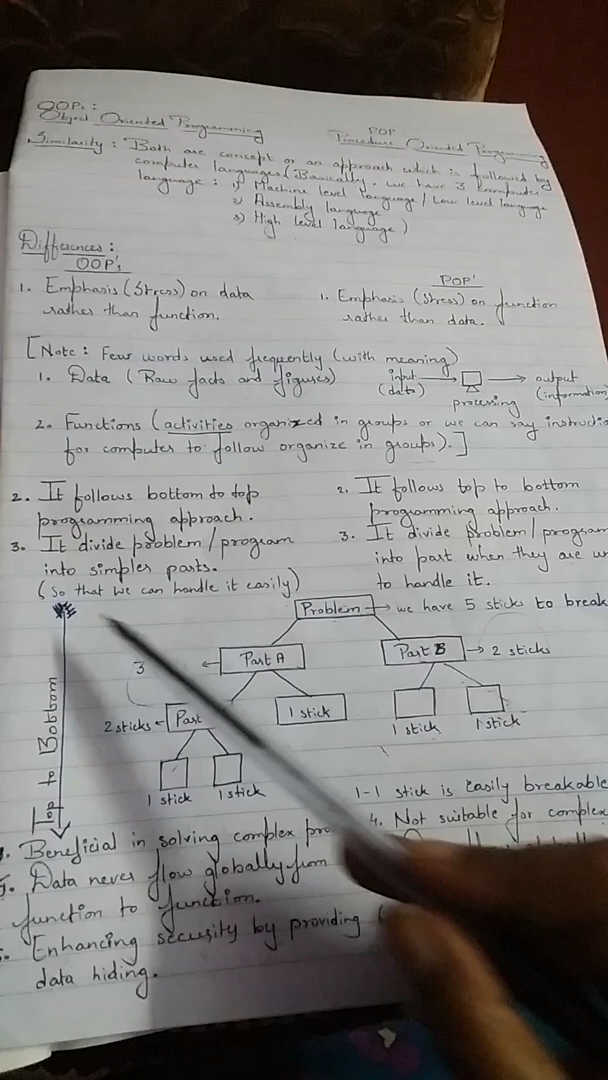 OOPs :
Object Oriented Programming
POP
Procedure Oriented Programming
Similarity : Both are concept or an approach which is followed by
computer languages (Basically, we have 3 computer
language : 1) Machine level language / Low level language
2) Assembly language
3) High level language)
Differences :
OOP's
1. Emphasis (Stress) on data
rather than function.
POP'
1. Emphasis (Stress) on function
rather than data.
[Note : Few words used frequently (with meaning)
1. Data (Raw facts and figures)
input
(data)
processing
output
(information)
2. Functions (activities organized in groups or we can say instructio
for computer to follow organize in groups).]
2. It follows bottom to top
programming approach.
3. It divide problem / program
into simpler parts.
(So that we can handle it easily)
2. It follows top to bottom
programming approach.
3. It divide problem / program
into part when they are un
to handle it.
Problem → we have 5 sticks to break
3 ← Part A
Part B → 2 sticks
2 sticks ← Part
1 stick
1 stick
1 stick
1 stick
1 stick
Top to Bottom
1-1 stick is easily breakable
4. Beneficial in solving complex pro
5. Data never flow globally from
function to function.
Enhancing security by providing
data hiding.
4. Not suitable for complex